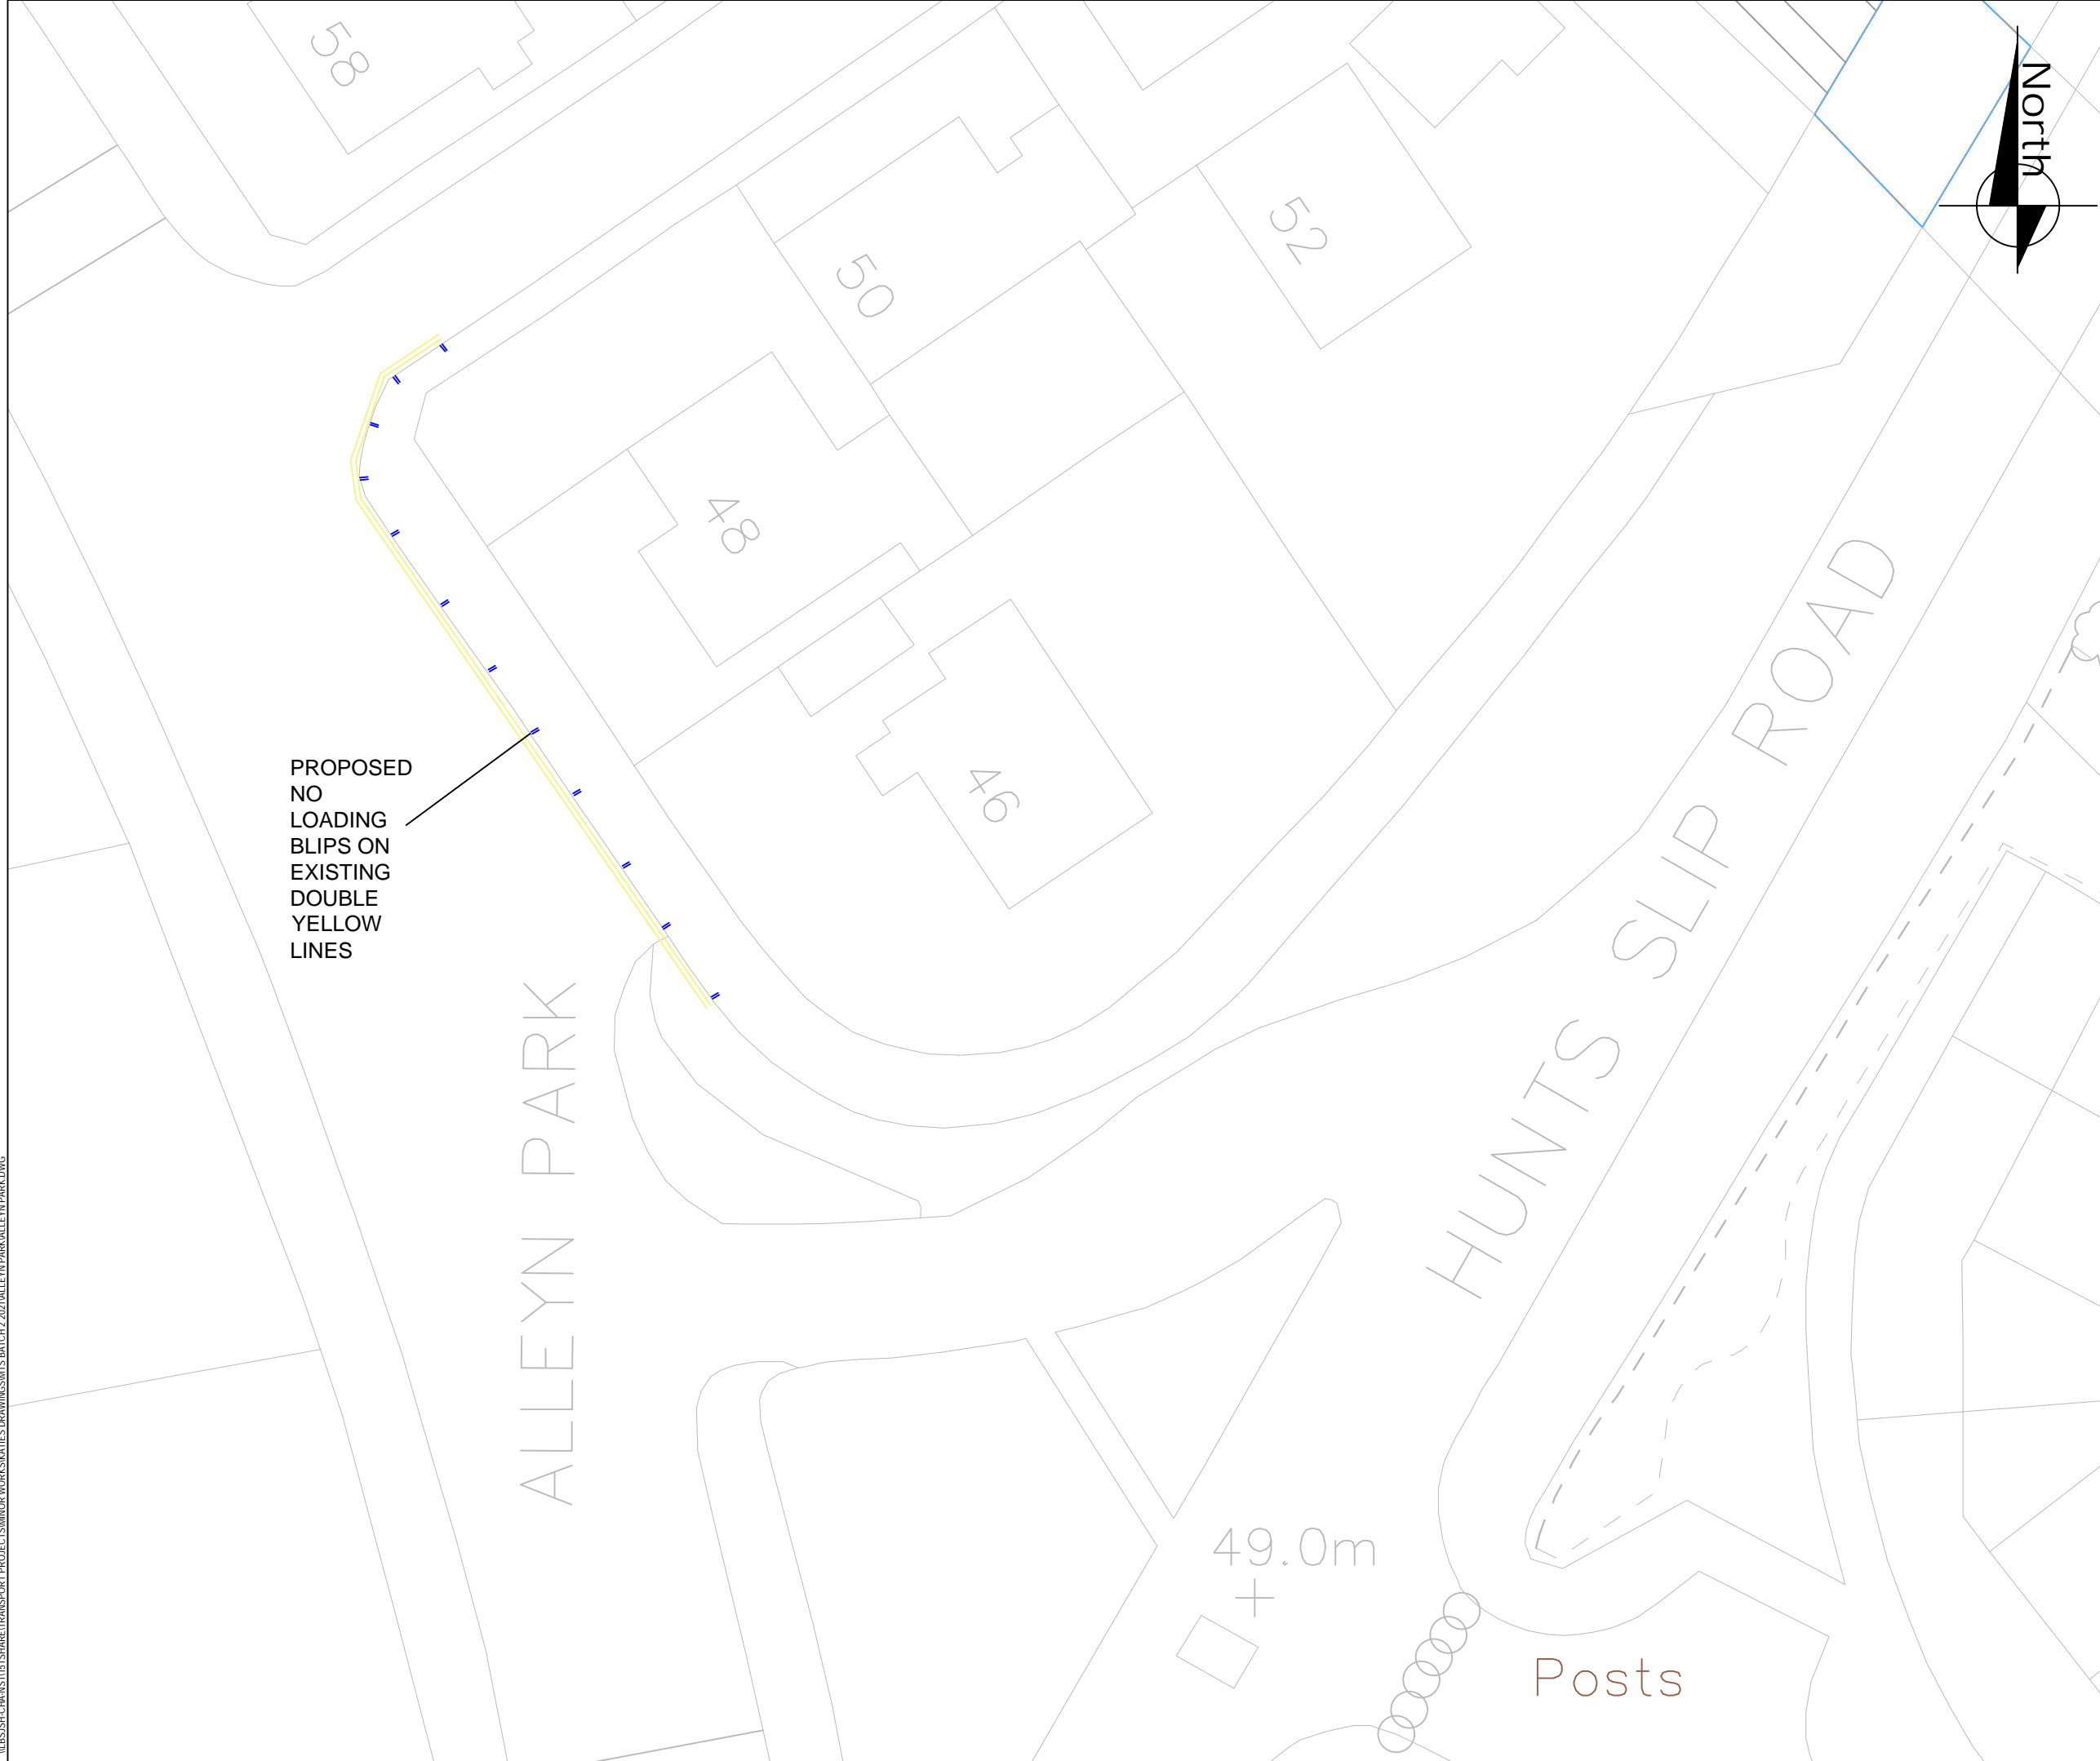 58
North
52
50
48
46
PROPOSED
NO
LOADING
BLIPS ON
EXISTING
DOUBLE
YELLOW
LINES
ALLEYN PARK
HUNTS SLIP ROAD
49.0m
Posts